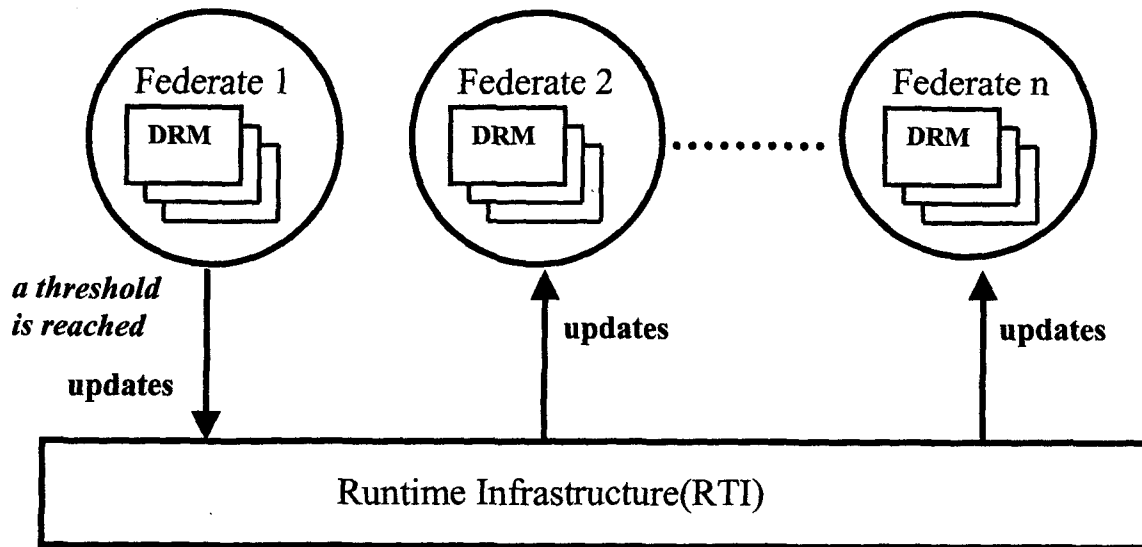 Federate 1
DRM
Federate 2
DRM
Federate n
DRM
a threshold
is reached
updates
updates
updates
Runtime Infrastructure(RTI)